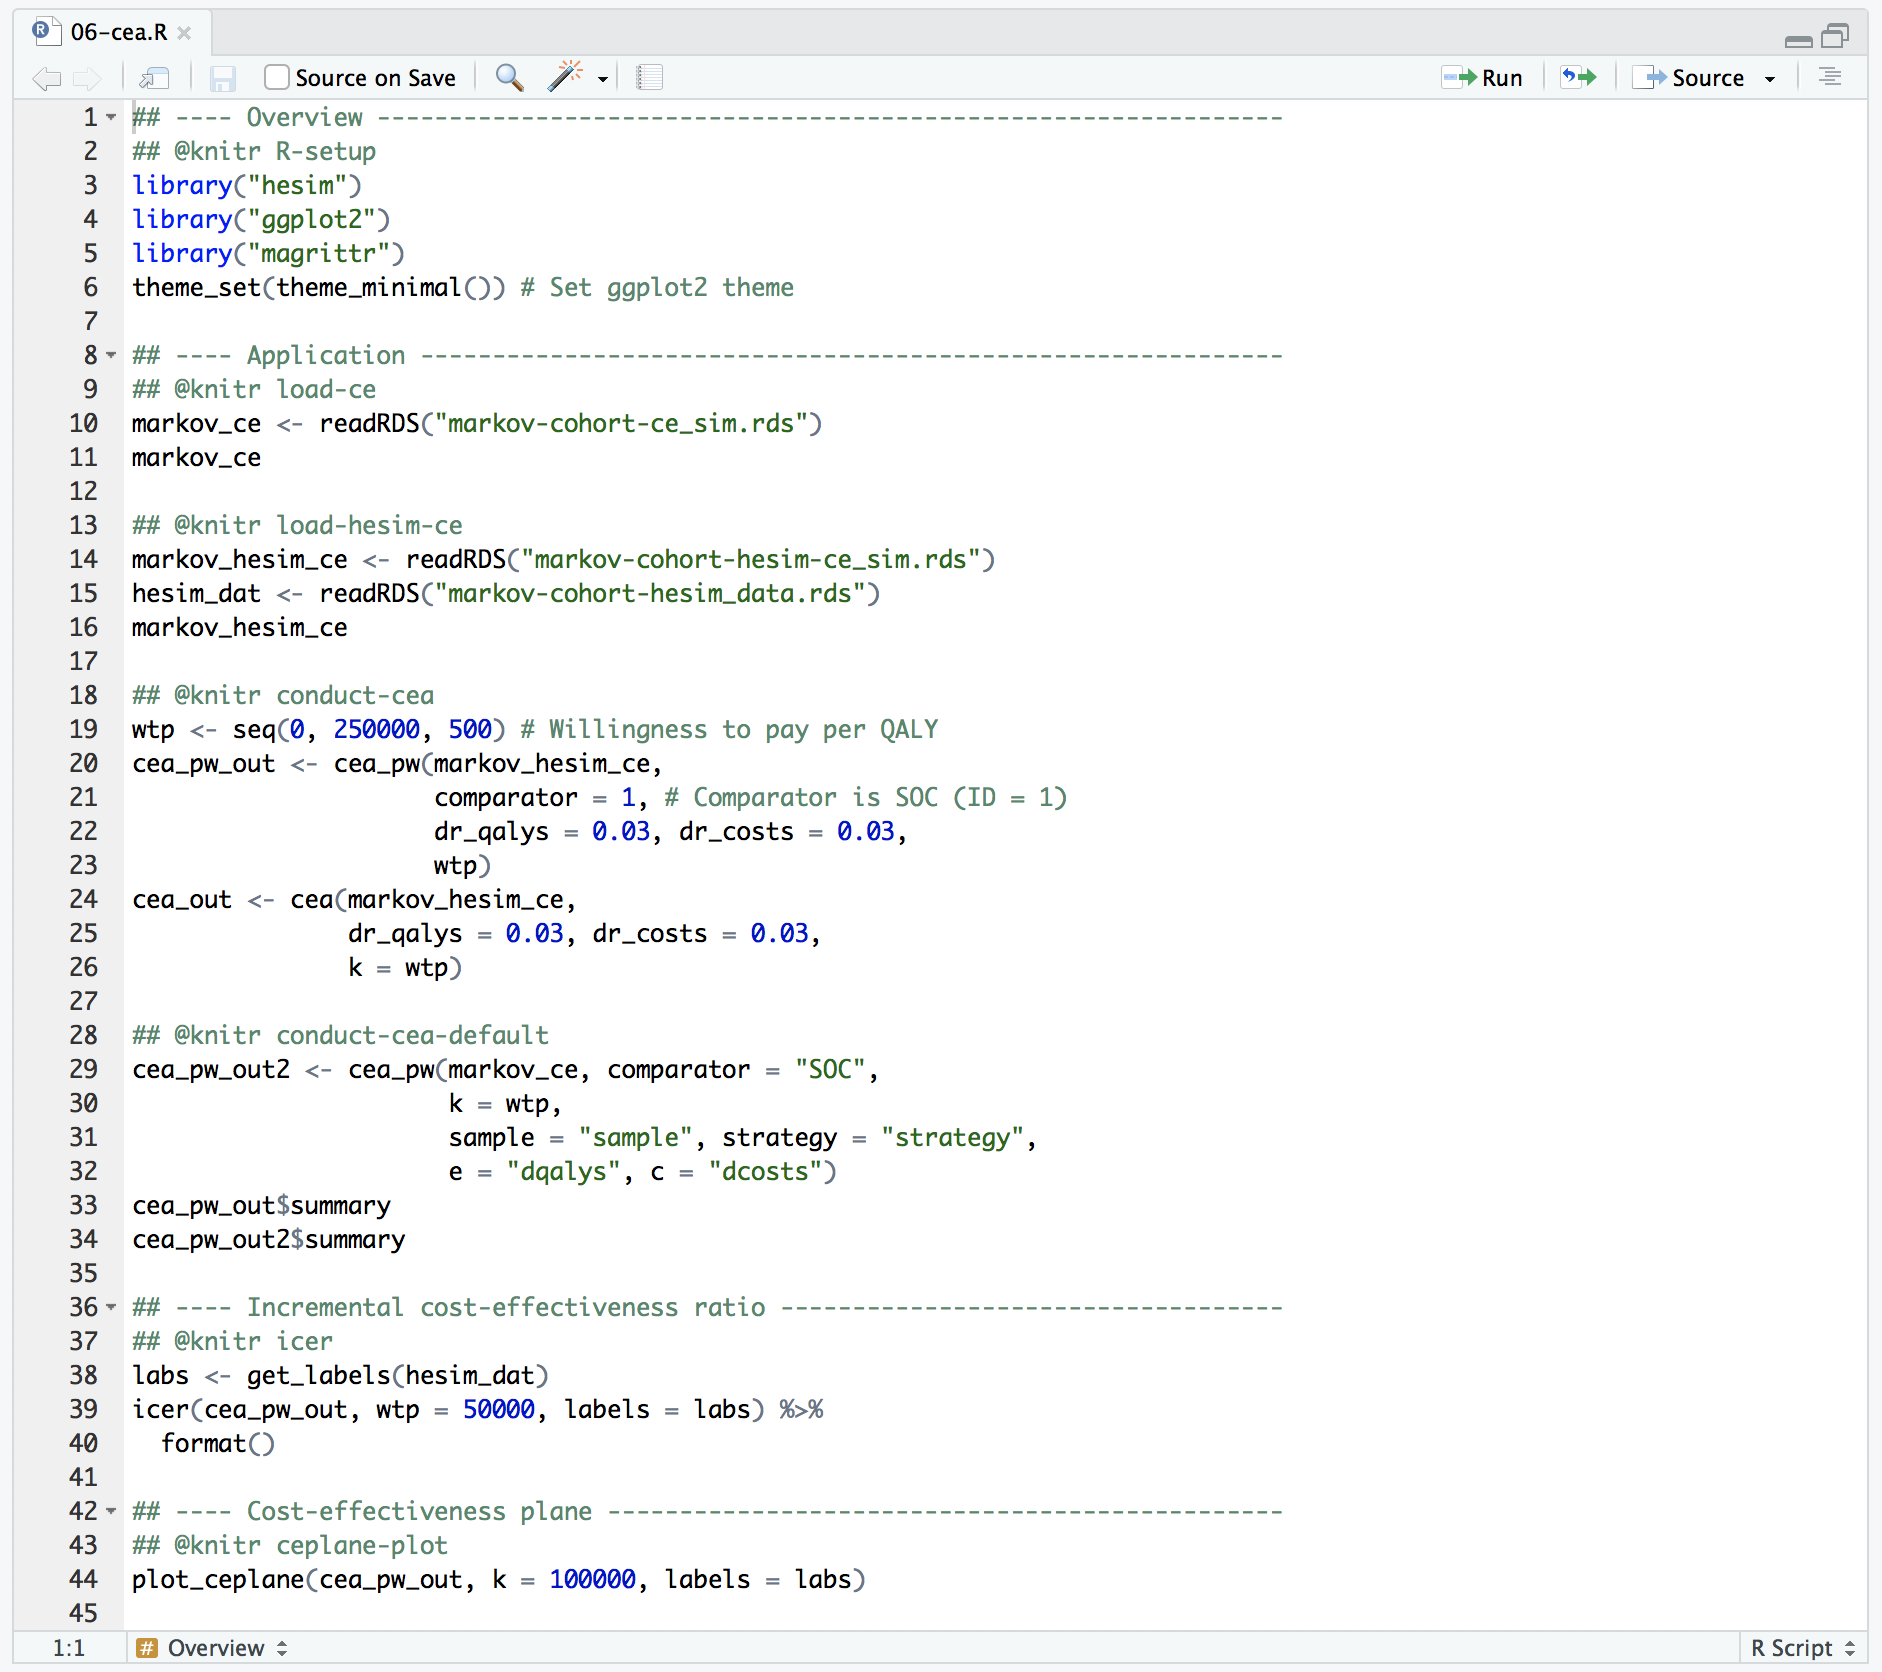 06-cea.R
Source on Save Run Source
1 ## ---- Overview ---------------------------------------------------------------
2 ## @knitr R-setup
3 library("hesim")
4 library("ggplot2")
5 library("magrittr")
6 theme_set(theme_minimal()) # Set ggplot2 theme
7
8 ## ---- Application ------------------------------------------------------------
9 ## @knitr load-ce
10 markov_ce <- readRDS("markov-cohort-ce_sim.rds")
11 markov_ce
12
13 ## @knitr load-hesim-ce
14 markov_hesim_ce <- readRDS("markov-cohort-hesim-ce_sim.rds")
15 hesim_dat <- readRDS("markov-cohort-hesim_data.rds")
16 markov_hesim_ce
17
18 ## @knitr conduct-cea
19 wtp <- seq(0, 250000, 500) # Willingness to pay per QALY
20 cea_pw_out <- cea_pw(markov_hesim_ce,
21                      comparator = 1, # Comparator is SOC (ID = 1)
22                      dr_qalys = 0.03, dr_costs = 0.03,
23                      wtp)
24 cea_out <- cea(markov_hesim_ce,
25                dr_qalys = 0.03, dr_costs = 0.03,
26                k = wtp)
27
28 ## @knitr conduct-cea-default
29 cea_pw_out2 <- cea_pw(markov_ce, comparator = "SOC",
30                       k = wtp,
31                       sample = "sample", strategy = "strategy",
32                       e = "dqalys", c = "dcosts")
33 cea_pw_out$summary
34 cea_pw_out2$summary
35
36 ## ---- Incremental cost-effectiveness ratio -----------------------------------
37 ## @knitr icer
38 labs <- get_labels(hesim_dat)
39 icer(cea_pw_out, wtp = 50000, labels = labs) %>%
40   format()
41
42 ## ---- Cost-effectiveness plane -----------------------------------------------
43 ## @knitr ceplane-plot
44 plot_ceplane(cea_pw_out, k = 100000, labels = labs)
45
1:1 # Overview R Script